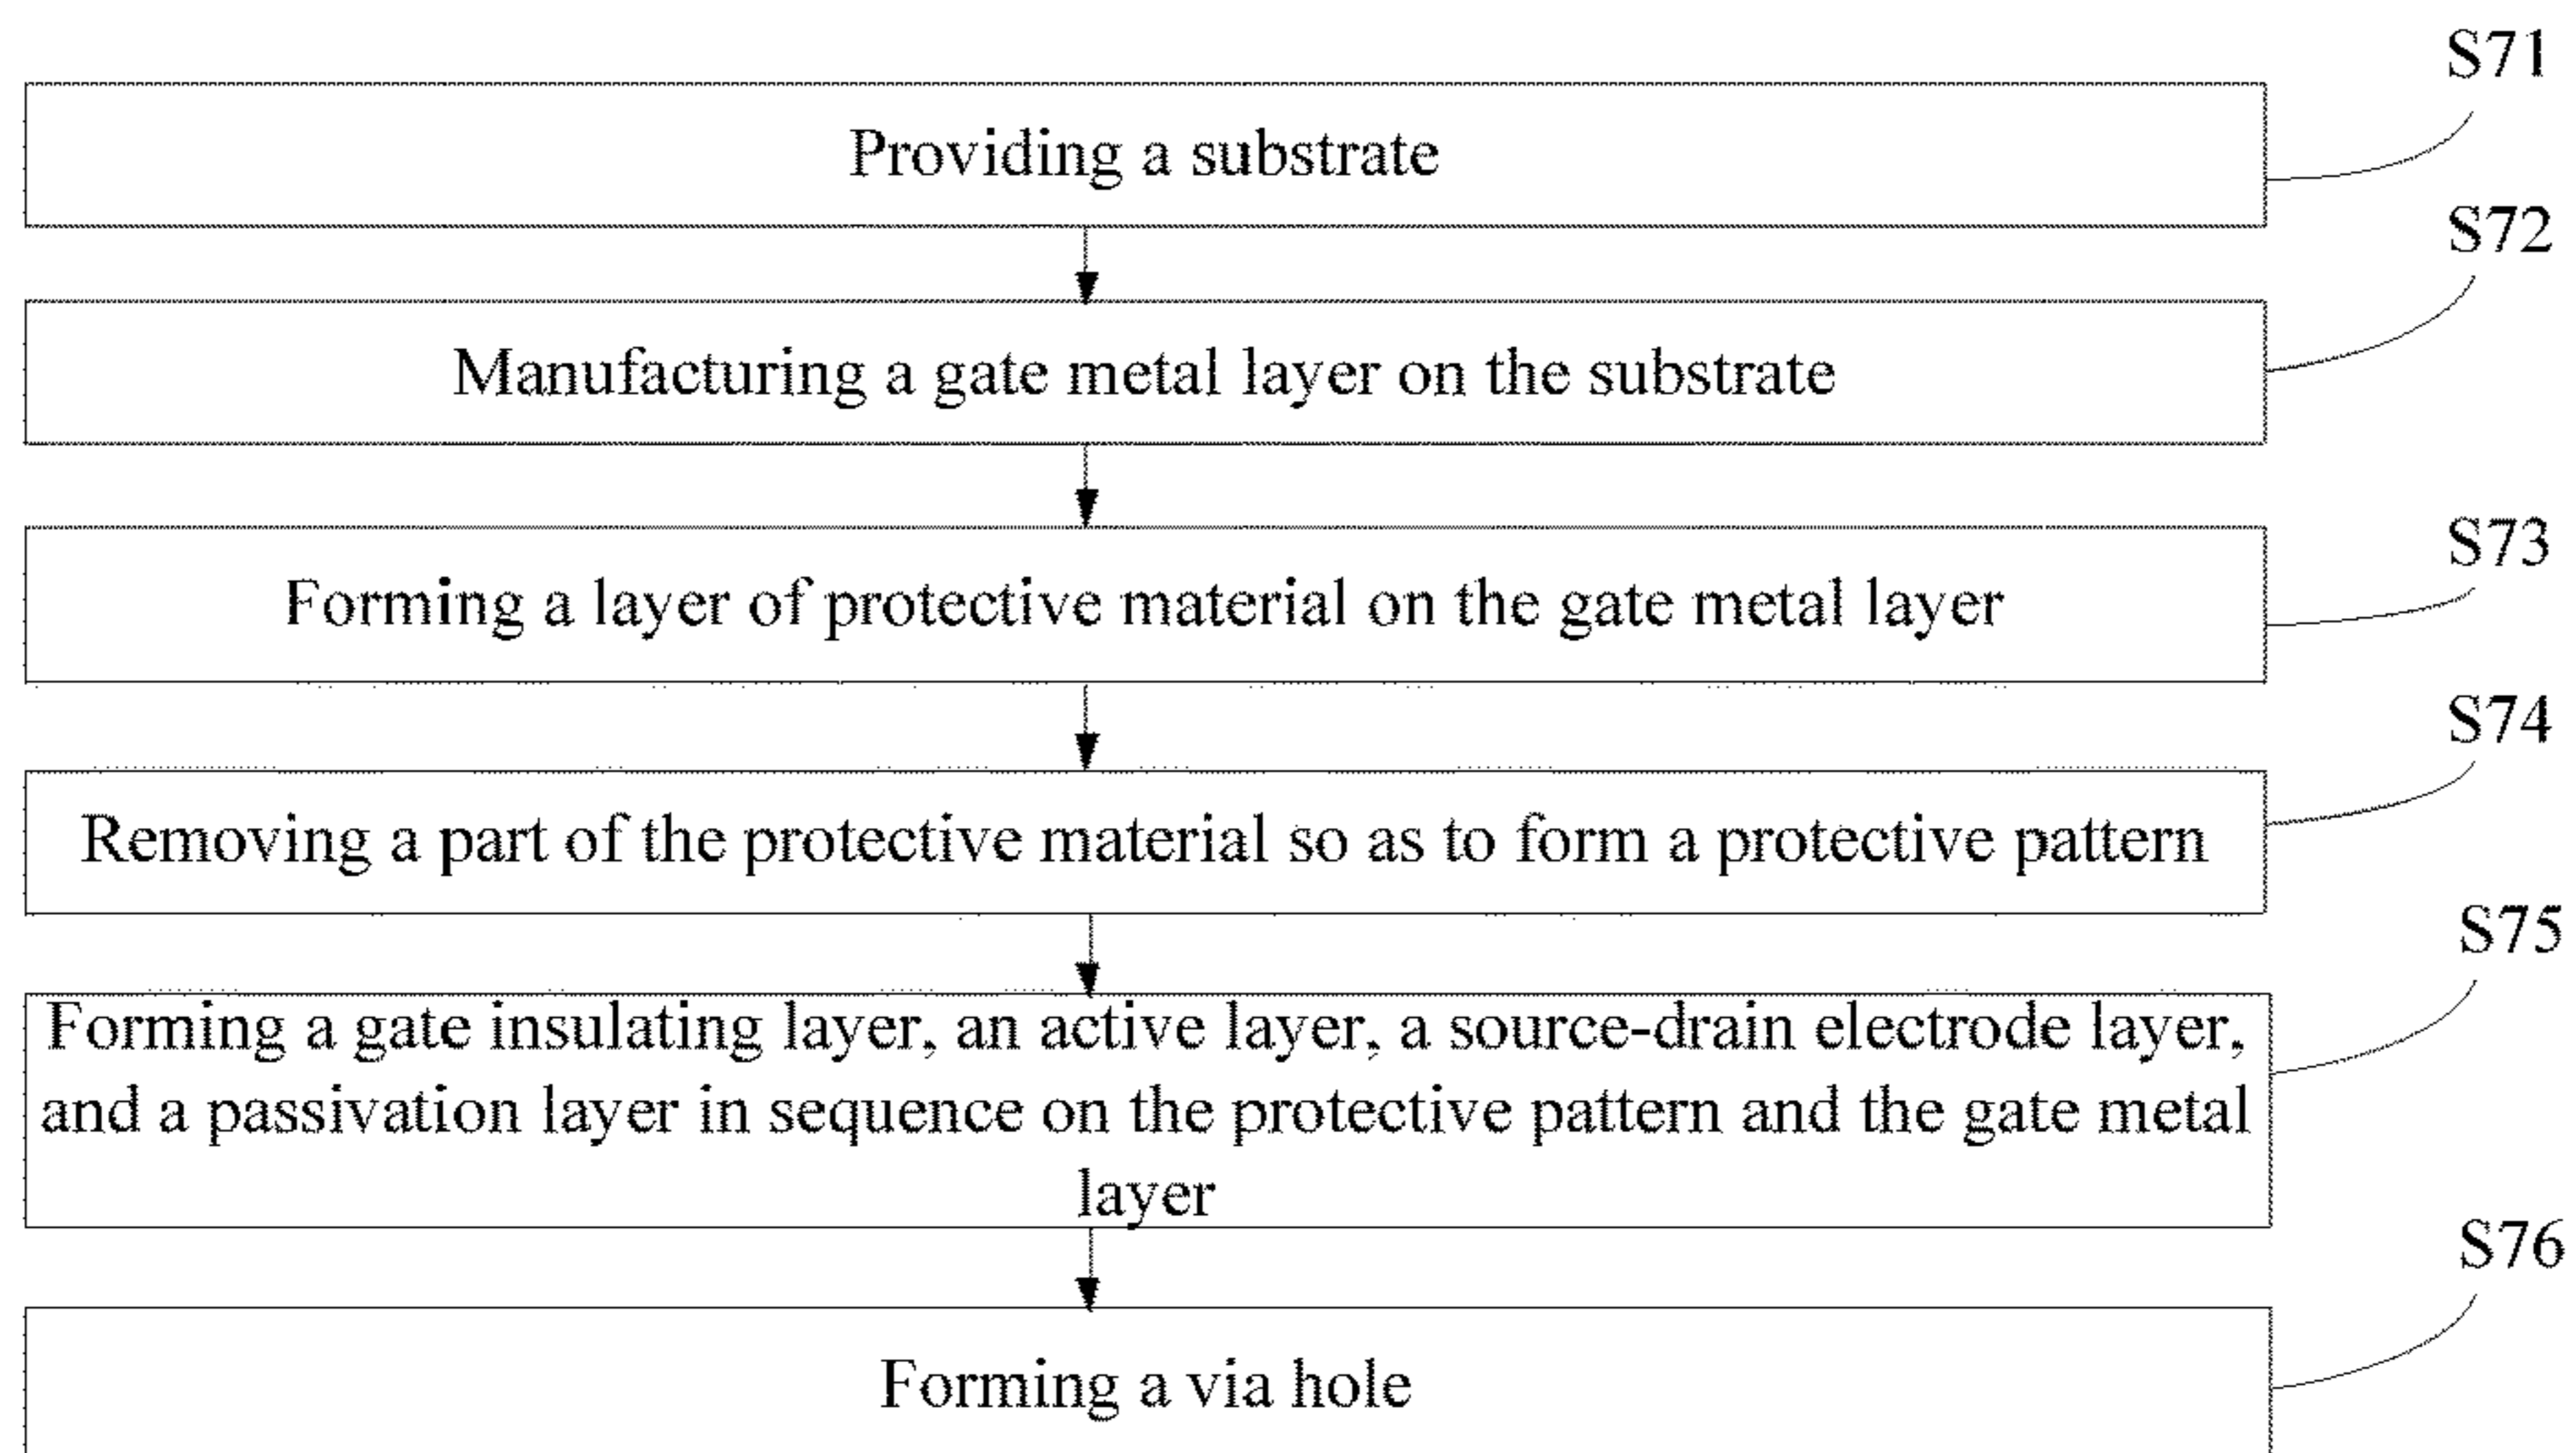 S71
Providing a substrate
S72
Manufacturing a gate metal layer on the substrate
S73
Forming a layer of protective material on the gate metal layer
S74
Removing a part of the protective material so as to form a protective pattern
S75
Forming a gate insulating layer, an active layer, a source-drain electrode layer,
and a passivation layer in sequence on the protective pattern and the gate metal
layer
S76
Forming a via hole